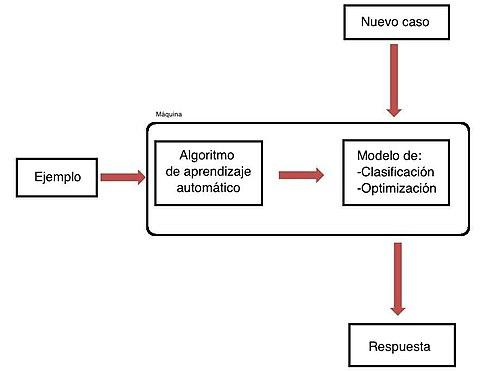 Nuevo caso
Máquina
Ejemplo
Algoritmo
de aprendizaje
automático
Modelo de:
-Clasificación
-Optimización
Respuesta